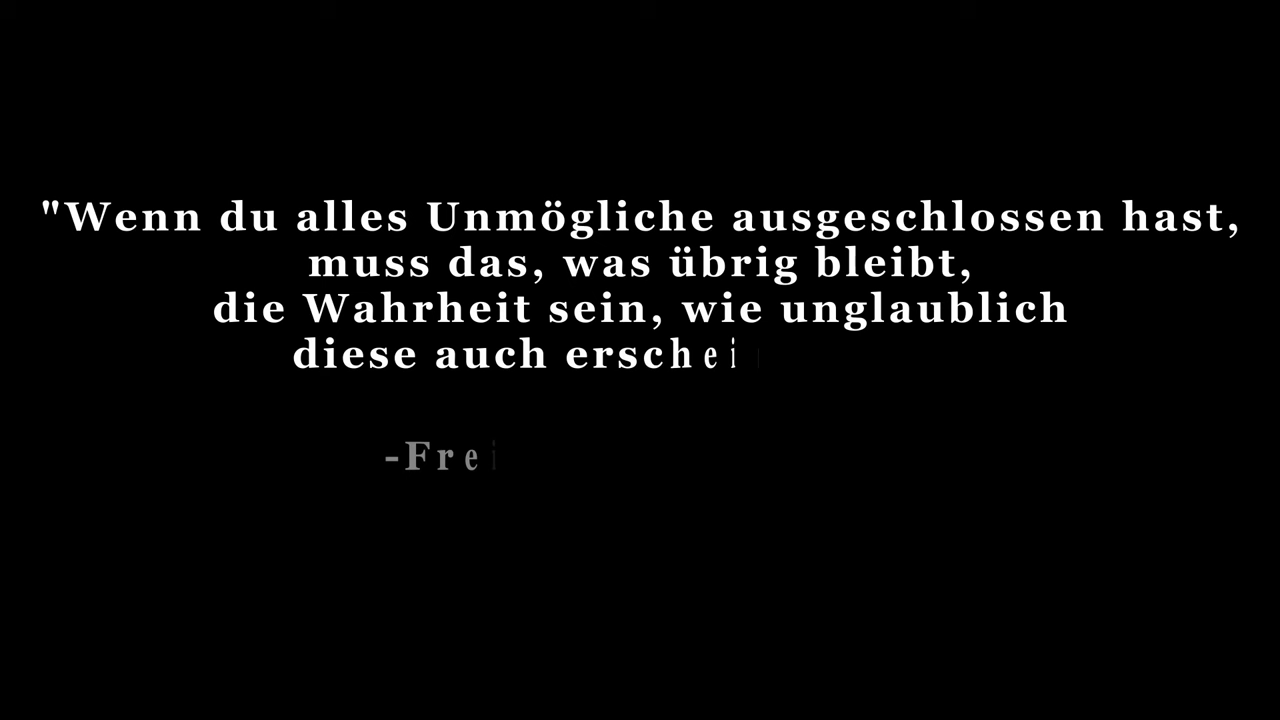 "Wenn du alles Unmögliche ausgeschlossen hast,
muss das, was übrig bleibt,
die Wahrheit sein, wie unglaublich
diese auch erschei
-Frei